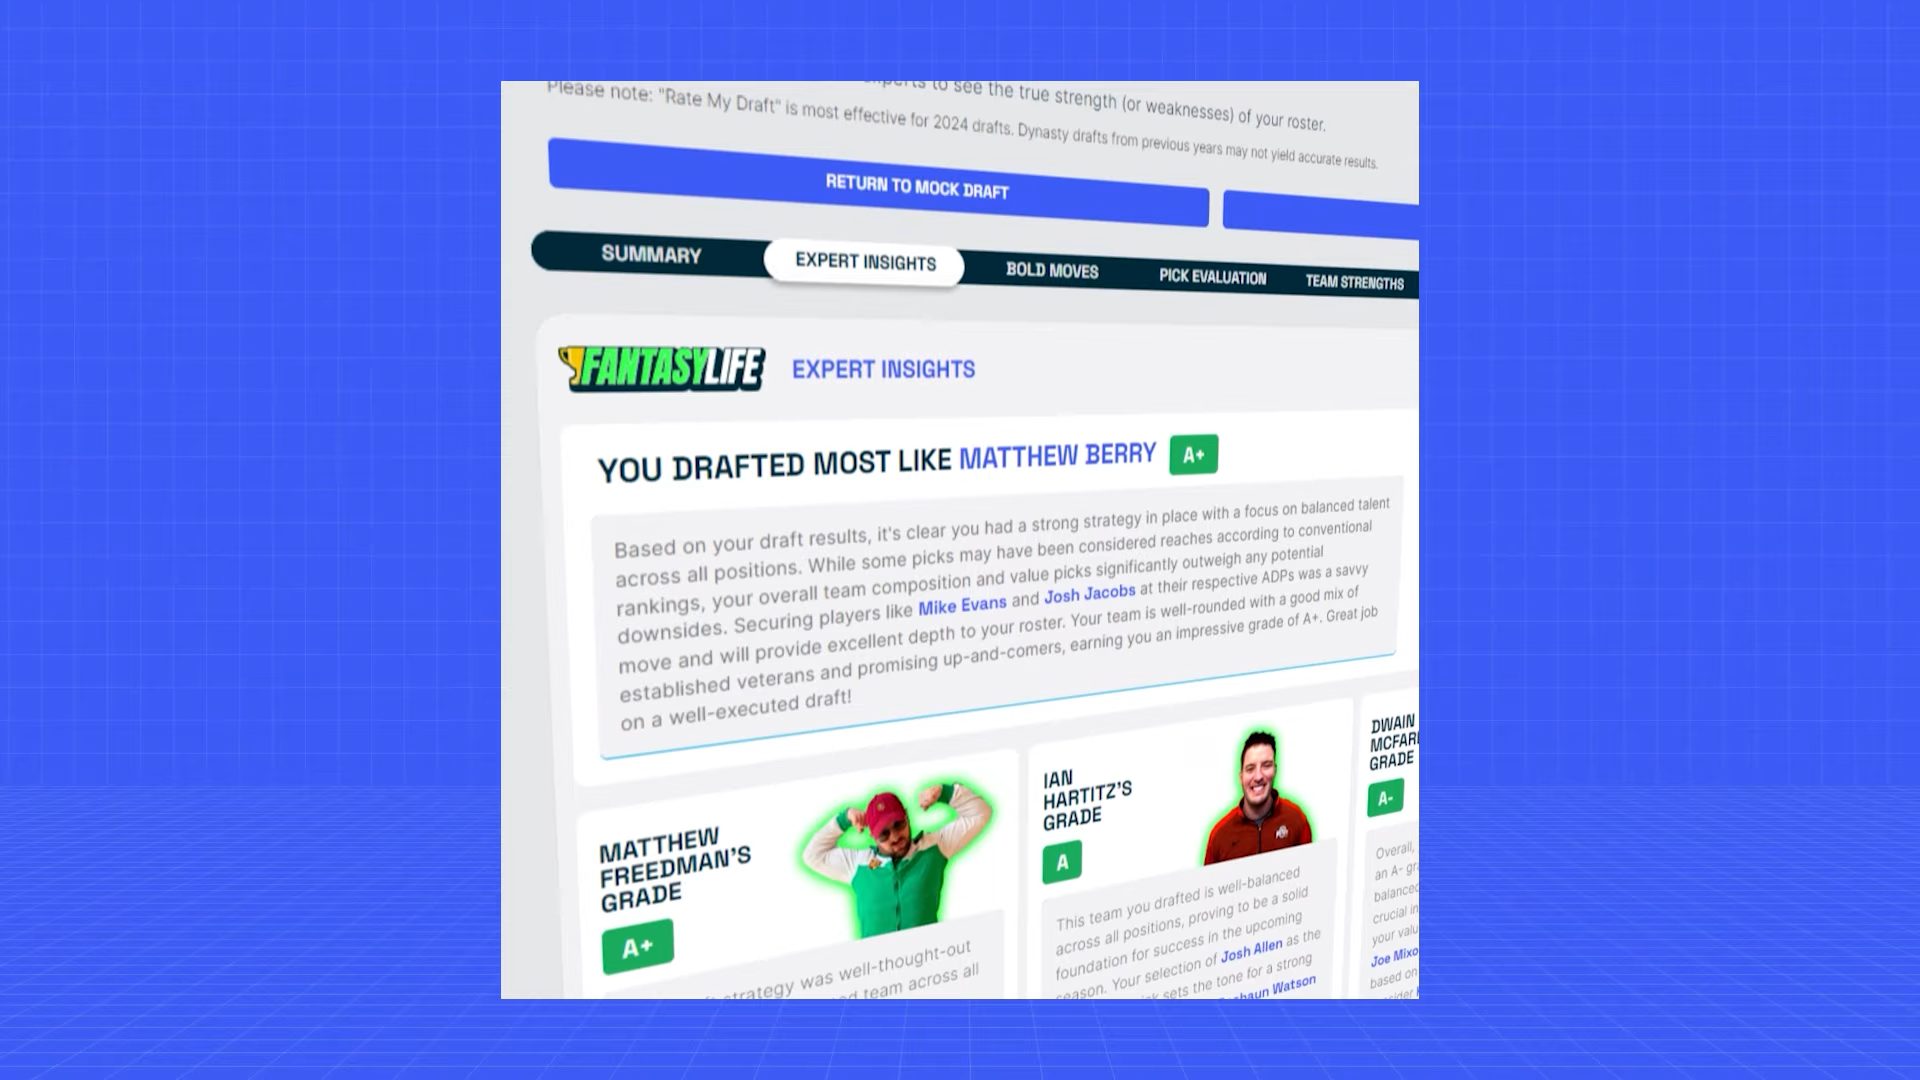 to see the true strength (or weaknesses) of your roster.
Please note: "Rate My Draft" is most effective for 2024 drafts. Dynasty drafts from previous years may not yield accurate results.
RETURN TO MOCK DRAFT
SUMMARY
EXPERT INSIGHTS
BOLD MOVES
PICK EVALUATION
TEAM STRENGTHS
FANTASYLIFE
EXPERT INSIGHTS
YOU DRAFTED MOST LIKE MATTHEW BERRY A+
Based on your draft results, it's clear you had a strong strategy in place with a focus on balanced talent
across all positions. While some picks may have been considered reaches according to conventional
rankings, your overall team composition and value picks significantly outweigh any potential
downsides. Securing players like Mike Evans and Josh Jacobs at their respective ADPs was a savvy
move and will provide excellent depth to your roster. Your team is well-rounded with a good mix of
established veterans and promising up-and-comers, earning you an impressive grade of A+. Great job
on a well-executed draft!
MATTHEW
FREEDMAN'S
GRADE
A+
strategy was well-thought-out
team across all
IAN
HARTITZ'S
GRADE
A
This team you drafted is well-balanced
across all positions, proving to be a solid
foundation for success in the upcoming
season. Your selection of Josh Allen as the
sets the tone for a strong
Watson
DWAIN
GRADE
A-
Overall,
an A-
balanced
crucial in
your
Joe
based on